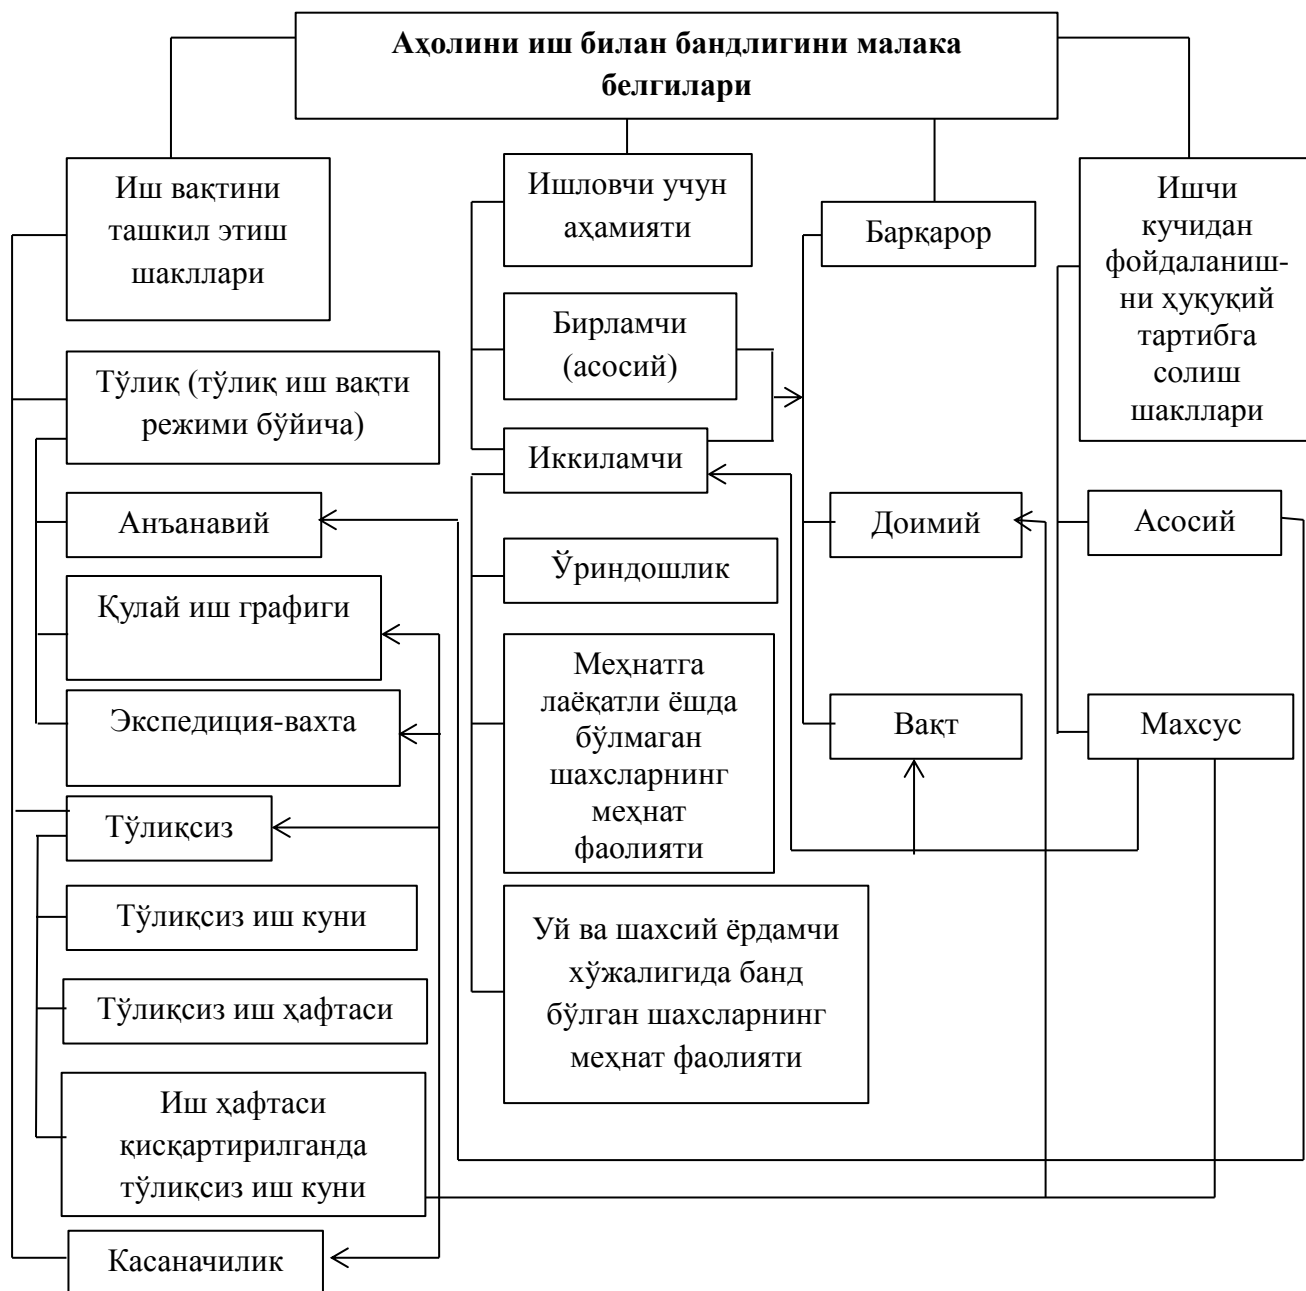 Аҳолини иш билан бандлигини малака
белгилари
Иш вақтини
ташкил этиш
шакллари
Тўлиқ (тўлиқ иш вақти
режими бўйича)
Анъанавий
Қулай иш графиги
Экспедиция-вахта
Тўлиқсиз
Тўлиқсиз иш куни
Тўлиқсиз иш ҳафтаси
Иш ҳафтаси
қисқартирилганда
тўлиқсиз иш куни
Касаначилик
Ишловчи учун
аҳамияти
Бирламчи
(асосий)
Иккиламчи
Ўриндошлик
Меҳнатга
лаёқатли ёшда
бўлмаган
шахсларнинг
меҳнат
фаолияти
Уй ва шахсий ёрдамчи
хўжалигида банд
бўлган шахсларнинг
меҳнат фаолияти
Барқарор
Доимий
Вақт
Ишчи
кучидан
фойдаланиш-
ни ҳуқуқий
тартибга
солиш
шакллари
Асосий
Махсус